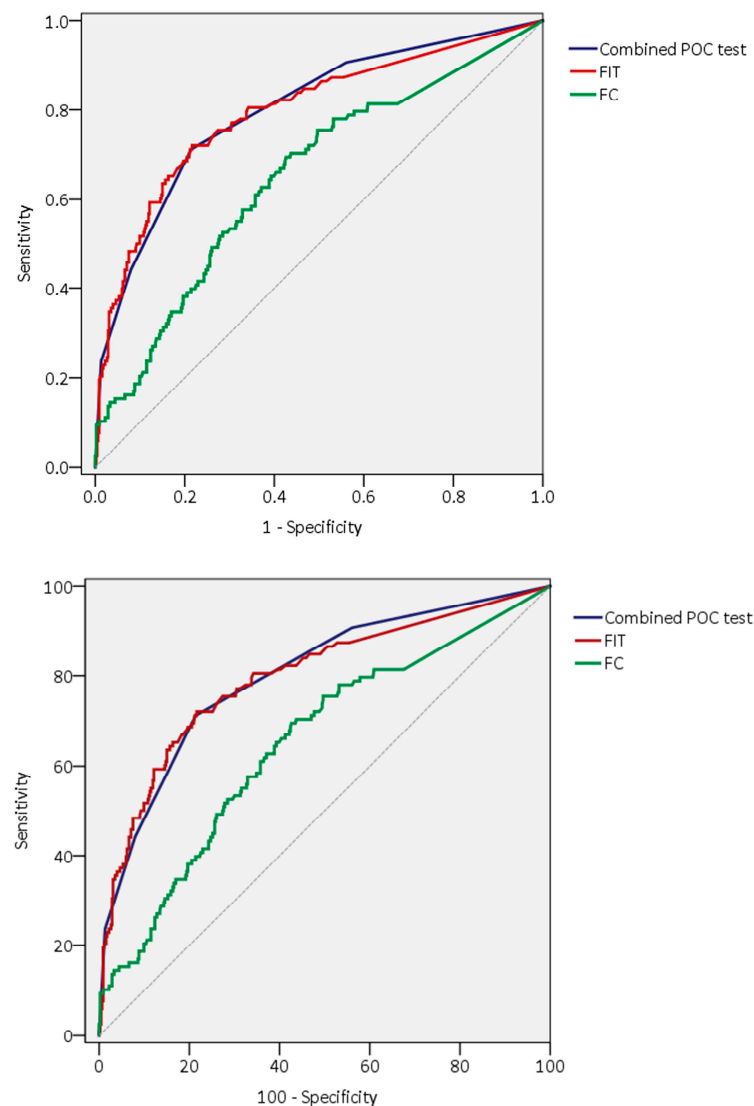 1.0
0.8
0.6
0.4
0.2
0.0
Sensitivity
0.0 0.2 0.4 0.6 0.8 1.0
1 - Specificity
Combined POC test
FIT
FC
100
80
60
40
20
0
Sensitivity
0 20 40 60 80 100
100 - Specificity
Combined POC test
FIT
FC